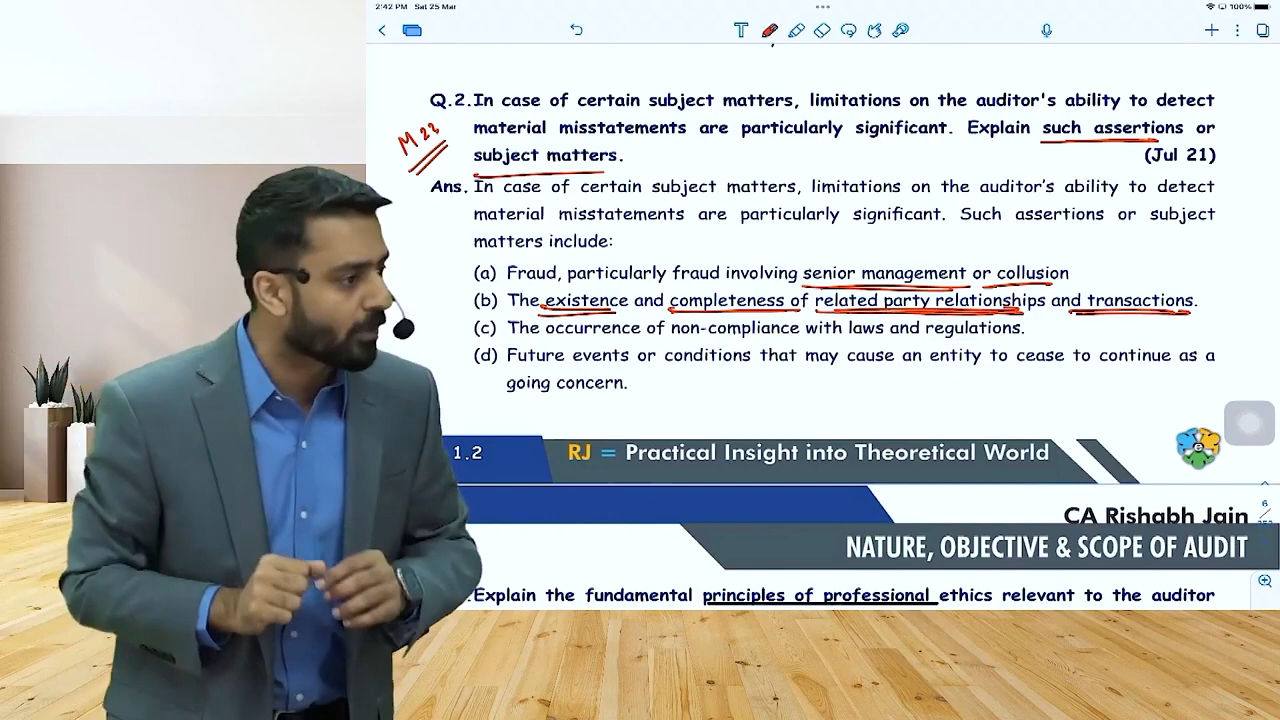 2:42 PM Sat 25 Mar
100%
Q.2. In case of certain subject matters, limitations on the auditor's ability to detect
material misstatements are particularly significant. Explain such assertions or
subject matters. (Jul 21)
M 23
Ans. In case of certain subject matters, limitations on the auditor's ability to detect
material misstatements are particularly significant. Such assertions or subject
matters include:
(a) Fraud, particularly fraud involving senior management or collusion
(b) The existence and completeness of related party relationships and transactions.
(c) The occurrence of non-compliance with laws and regulations.
(d) Future events or conditions that may cause an entity to cease to continue as a
going concern.
1.2 RJ = Practical Insight into Theoretical World
CA Rishabh Jain
6
NATURE, OBJECTIVE & SCOPE OF AUDIT
Explain the fundamental principles of professional ethics relevant to the auditor